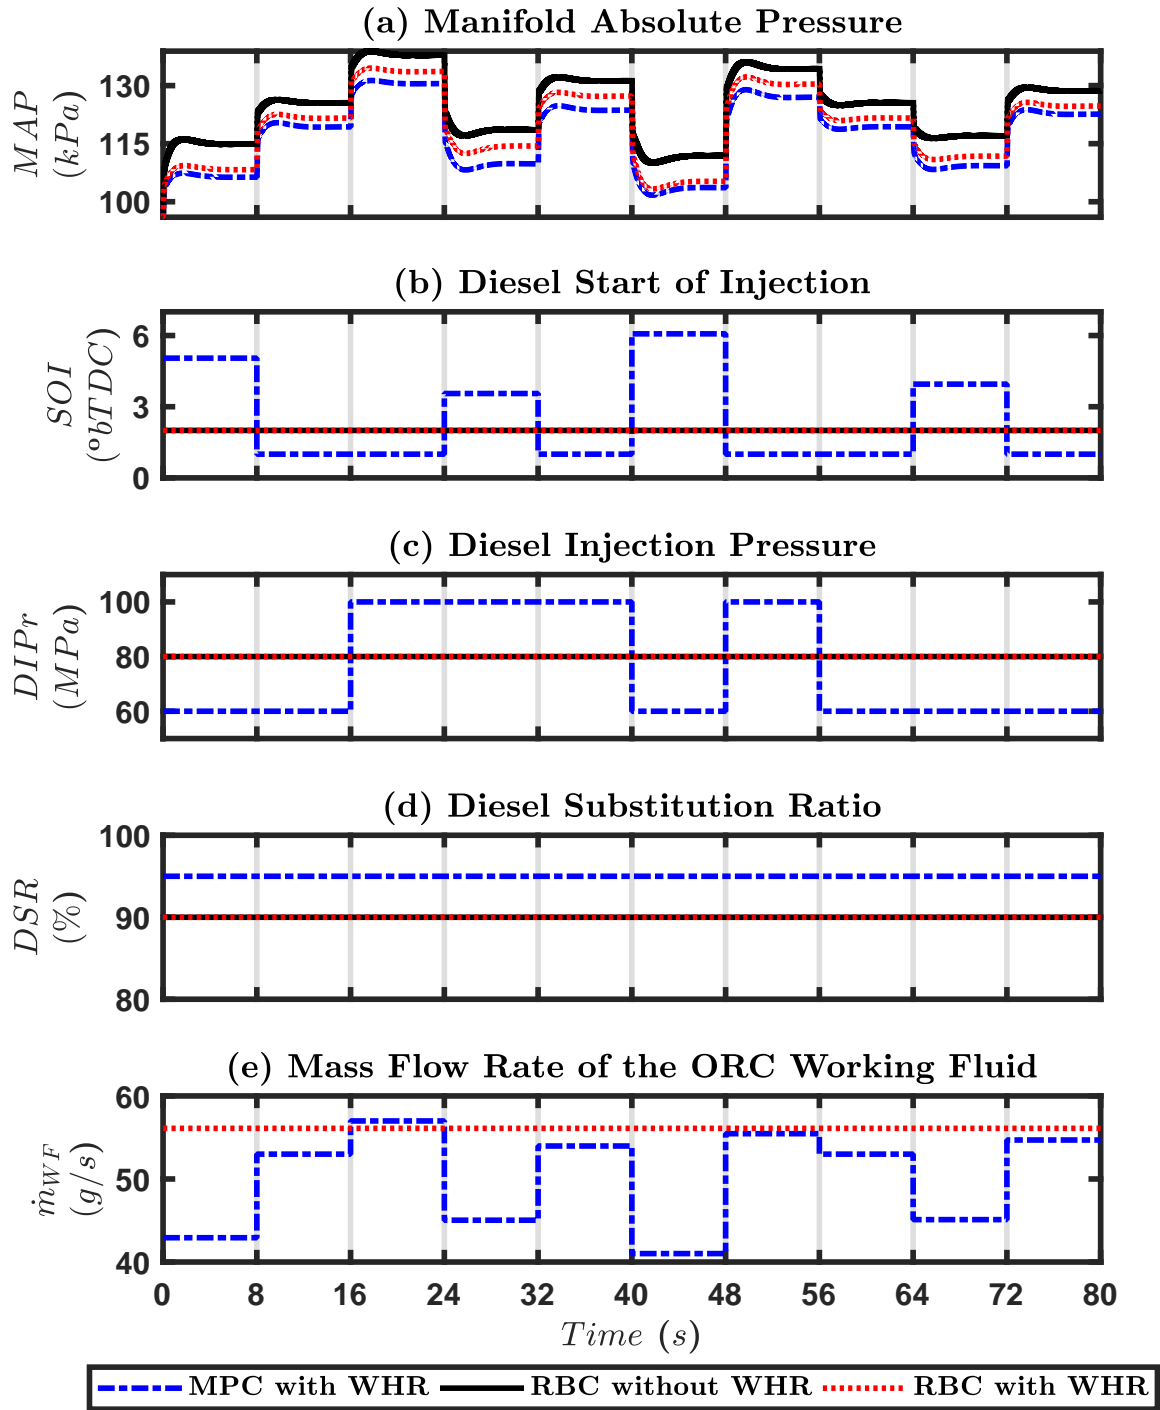 (a) Manifold Absolute Pressure
MAP
(kPa)
130
115
100
(b) Diesel Start of Injection
SOI
(°bTDC)
6
3
0
(c) Diesel Injection Pressure
DIPr
(MPa)
100
80
60
(d) Diesel Substitution Ratio
DSR
(%)
100
90
80
(e) Mass Flow Rate of the ORC Working Fluid
ṁWF
(g/s)
60
50
40
0 8 16 24 32 40 48 56 64 72 80
Time (s)
MPC with WHR RBC without WHR RBC with WHR